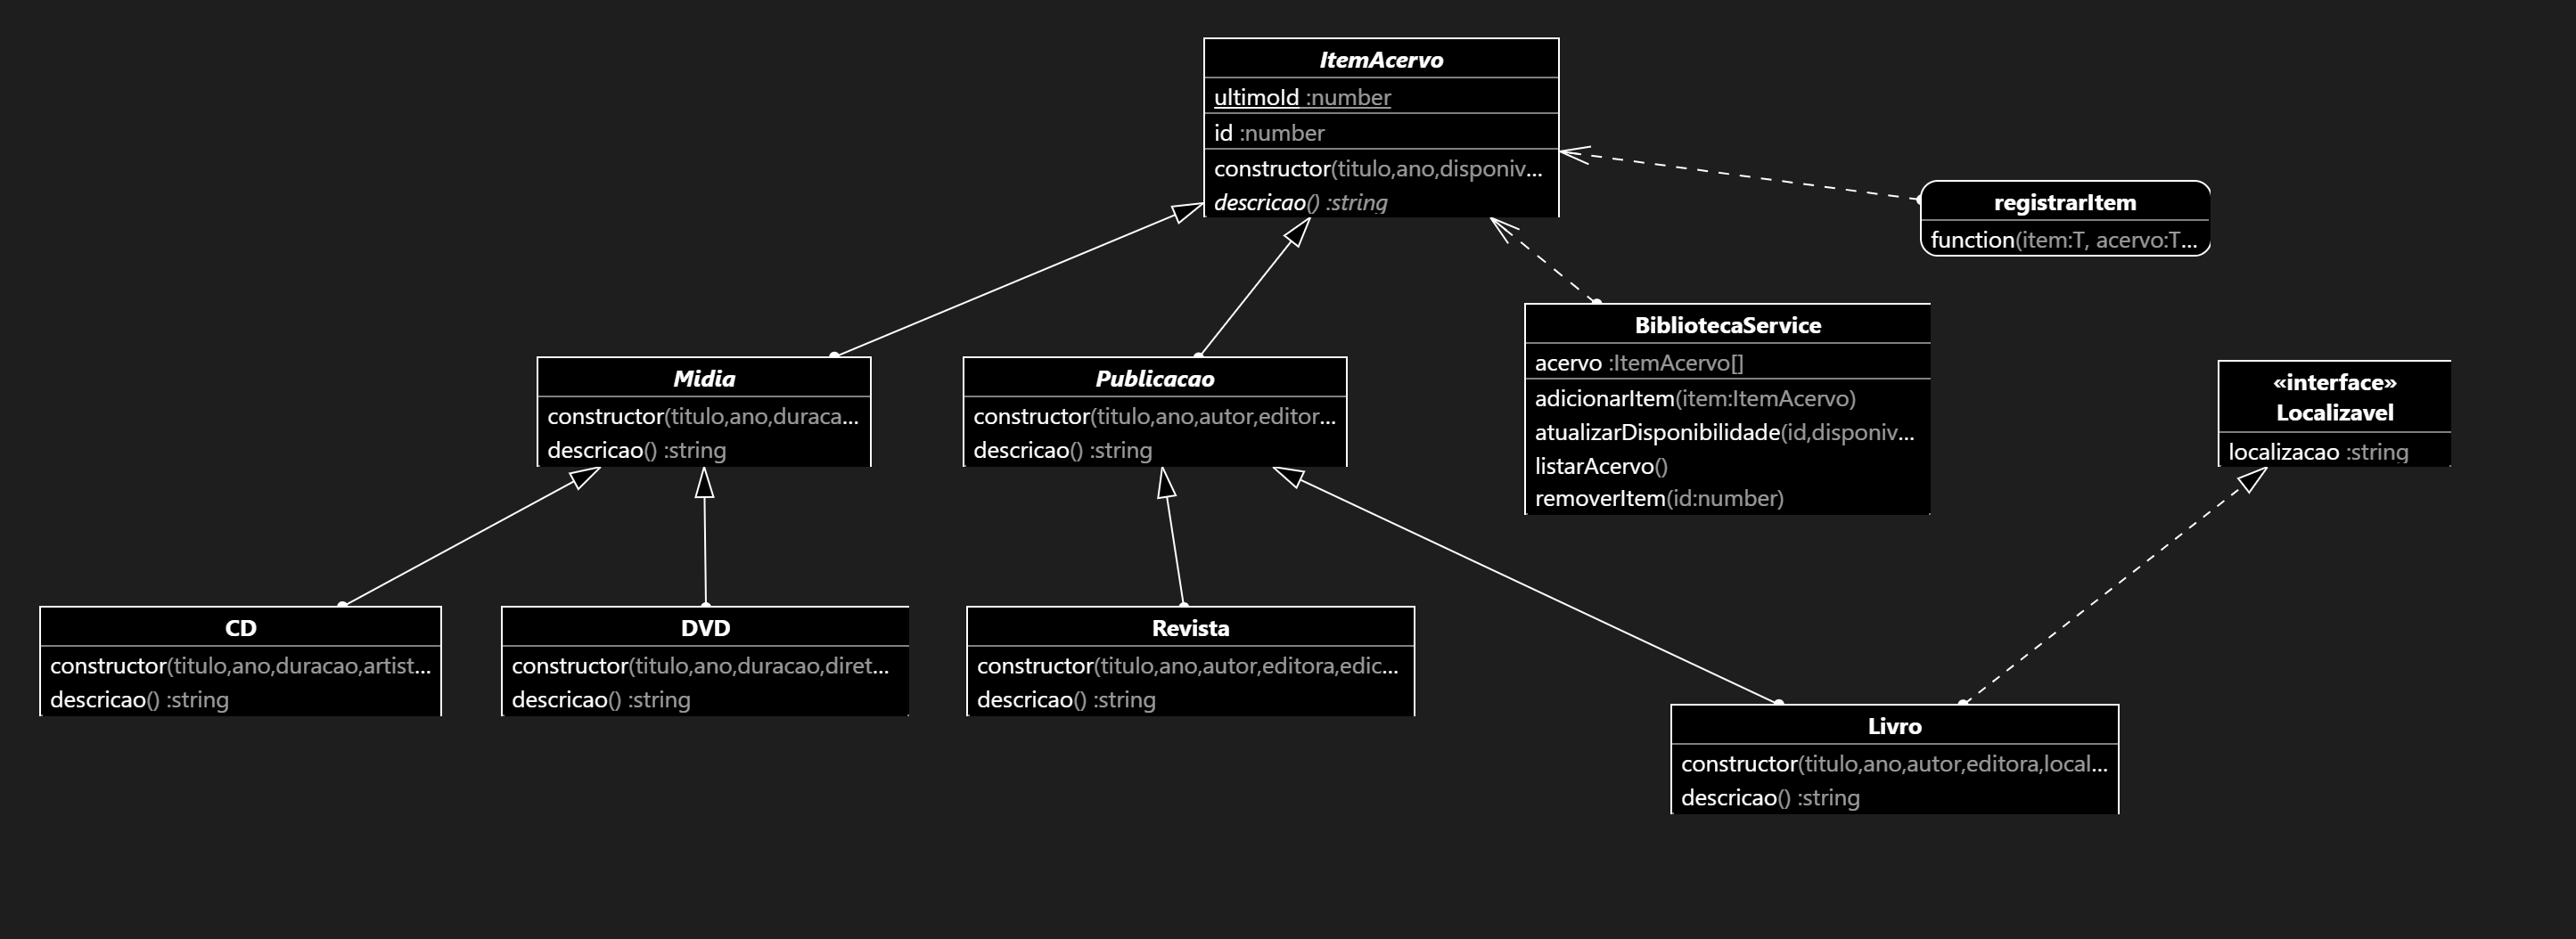 ItemAcervo
ultimoId :number
id :number
constructor(titulo,ano,disponiv...
descricao() :string
registrarItem
function(item:T, acervo:T...
BibliotecaService
acervo :ItemAcervo[]
adicionarItem(item:ItemAcervo)
atualizarDisponibilidade(id,disponiv...
listarAcervo()
removerItem(id:number)
Midia
constructor(titulo,ano,duraca...
descricao() :string
Publicacao
constructor(titulo,ano,autor,editor...
descricao() :string
«interface»
Localizavel
localizacao :string
CD
constructor(titulo,ano,duracao,artist...
descricao() :string
DVD
constructor(titulo,ano,duracao,diret...
descricao() :string
Revista
constructor(titulo,ano,autor,editora,edic...
descricao() :string
Livro
constructor(titulo,ano,autor,editora,local...
descricao() :string